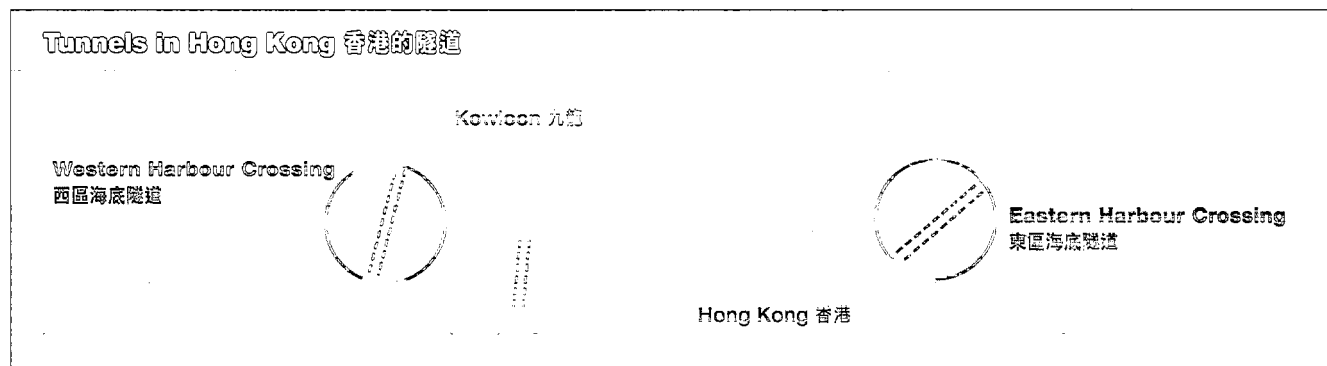 Tunnels in Hong Kong 香港的隧道
Kowloon 九龍
Western Harbour Crossing
西區海底隧道
Eastern Harbour Crossing
東區海底隧道
Hong Kong 香港